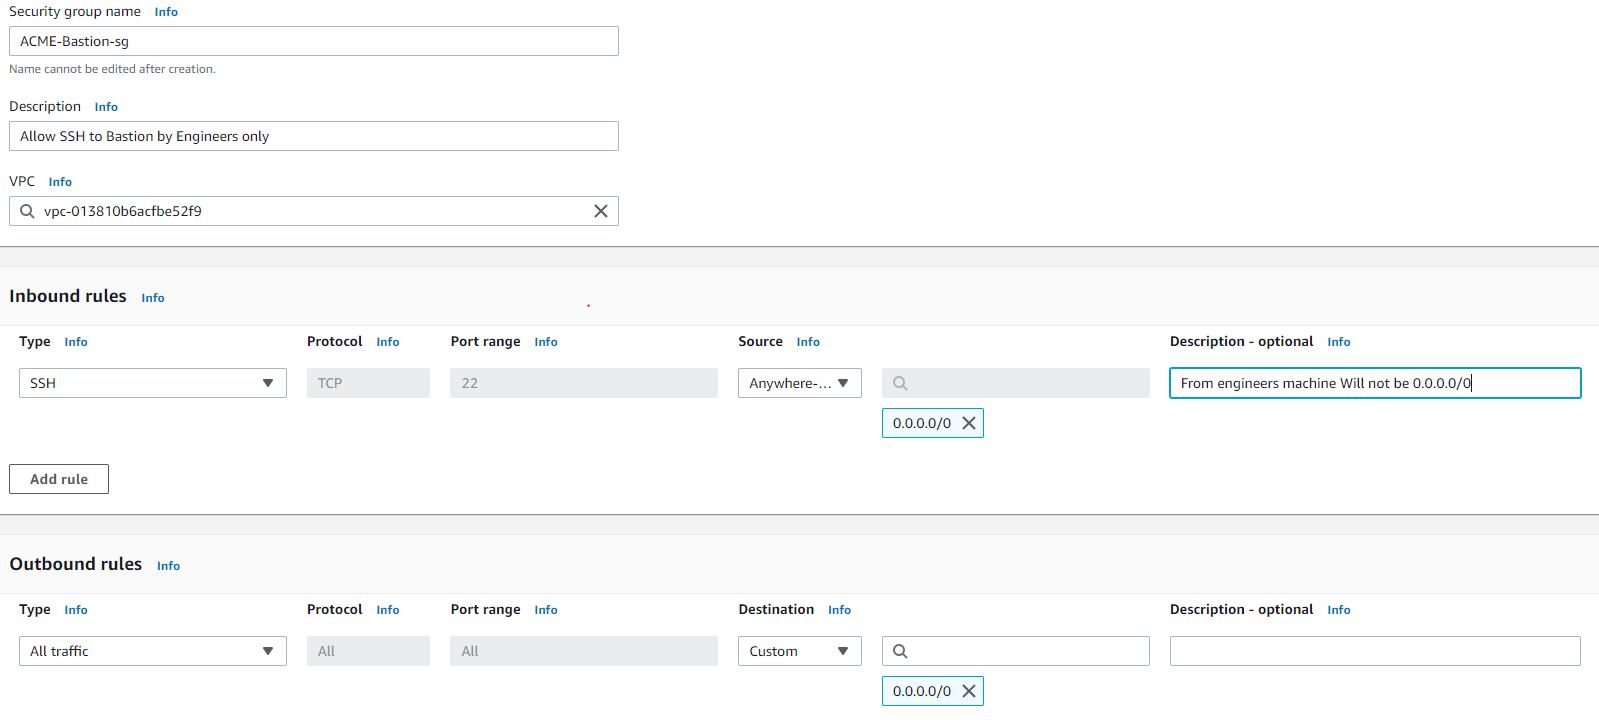 Security group name Info
ACME-Bastion-sg
Name cannot be edited after creation.
Description Info
Allow SSH to Bastion by Engineers only
VPC Info
vpc-013810b6acfbe52f9
Inbound rules Info
Type Info Protocol Info Port range Info Source Info Description - optional Info
SSH TCP 22 Anywhere-... From engineers machine Will not be 0.0.0.0/0
0.0.0.0/0
Add rule
Outbound rules Info
Type Info Protocol Info Port range Info Destination Info Description - optional Info
All traffic All All Custom
0.0.0.0/0